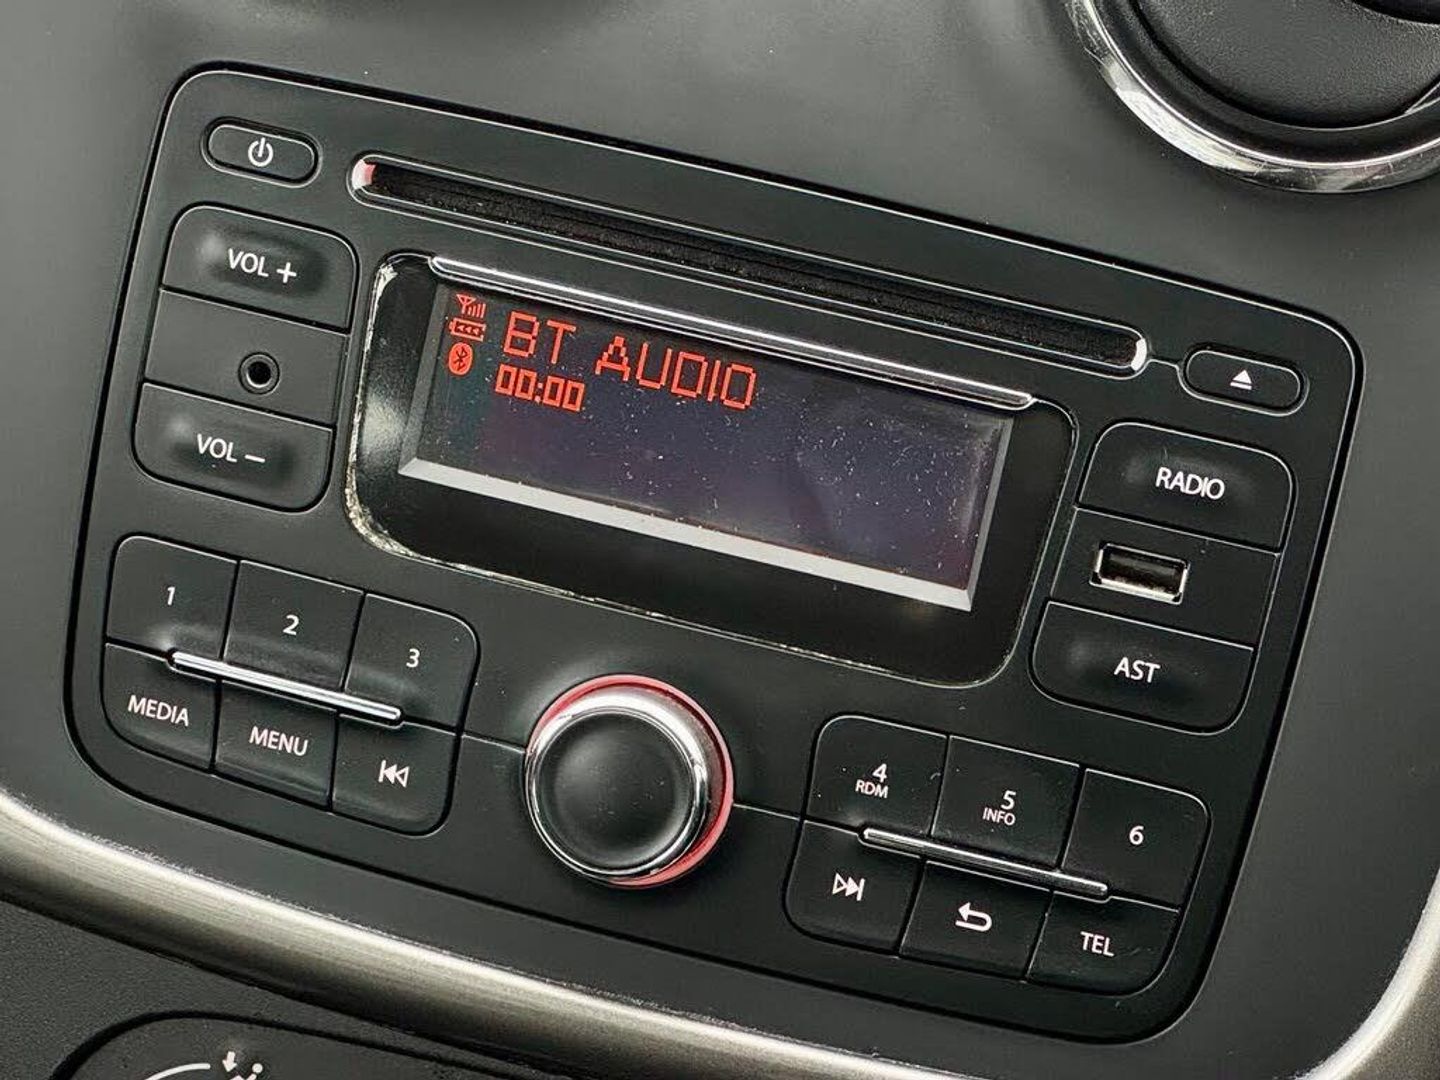 VOL +
VOL −
BT AUDIO
00:00
RADIO
AST
1
2
3
MEDIA
MENU
4
RDM
5
INFO
6
TEL